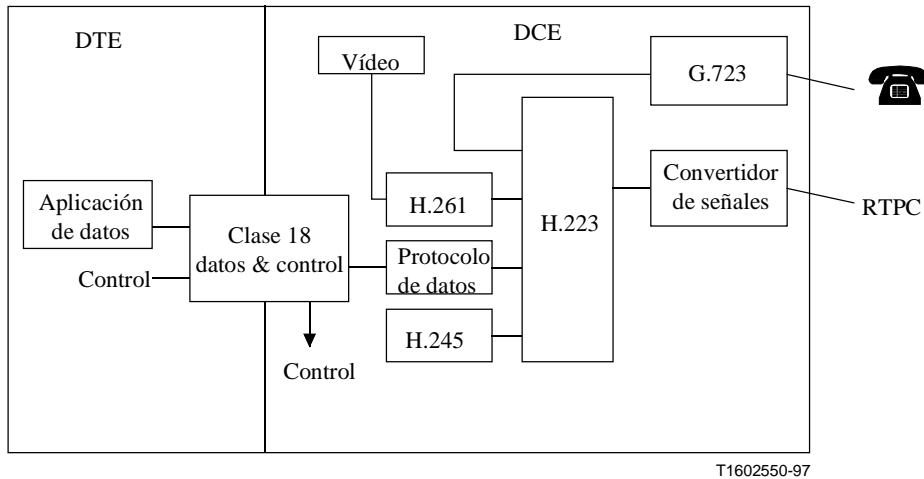 DTE
DCE
Vídeo
G.723
Aplicación
de datos
Control
Clase 18
datos & control
Control
H.261
Protocolo
de datos
H.245
H.223
Convertidor
de señales
RTPC
T1602550-97